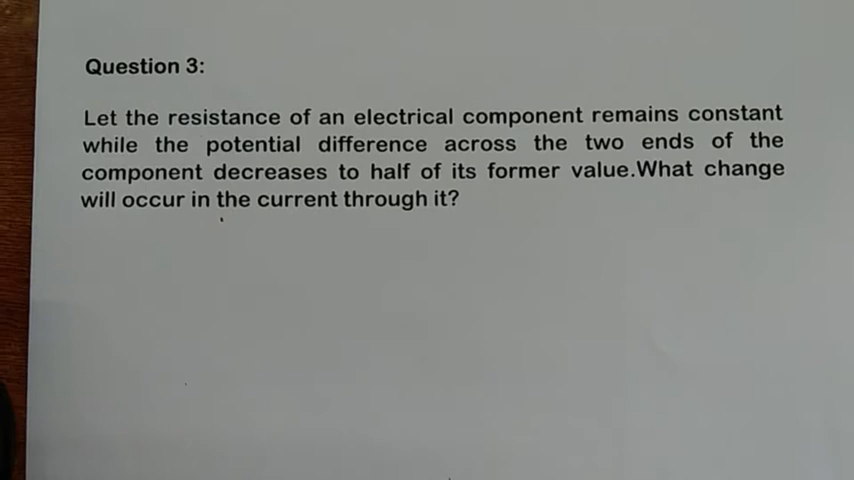 Question 3:
Let the resistance of an electrical component remains constant
while the potential difference across the two ends of the
component decreases to half of its former value.What change
will occur in the current through it?